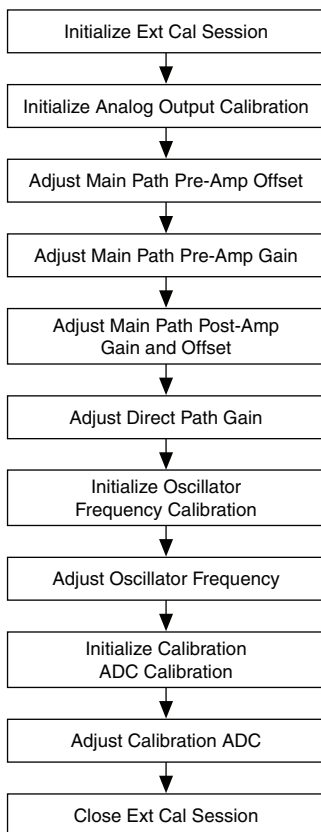 Initialize Ext Cal Session
Initialize Analog Output Calibration
Adjust Main Path Pre-Amp Offset
Adjust Main Path Pre-Amp Gain
Adjust Main Path Post-Amp
Gain and Offset
Adjust Direct Path Gain
Initialize Oscillator
Frequency Calibration
Adjust Oscillator Frequency
Initialize Calibration
ADC Calibration
Adjust Calibration ADC
Close Ext Cal Session